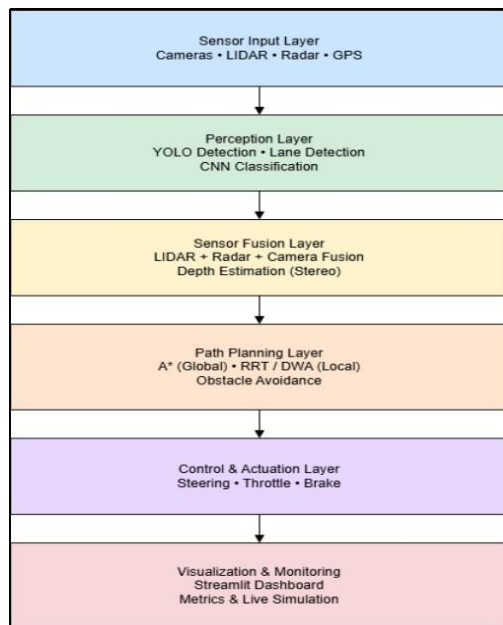 Sensor Input Layer
Cameras • LIDAR • Radar • GPS
Perception Layer
YOLO Detection • Lane Detection
CNN Classification
Sensor Fusion Layer
LIDAR + Radar + Camera Fusion
Depth Estimation (Stereo)
Path Planning Layer
A* (Global) • RRT / DWA (Local)
Obstacle Avoidance
Control & Actuation Layer
Steering • Throttle • Brake
Visualization & Monitoring
Streamlit Dashboard
Metrics & Live Simulation